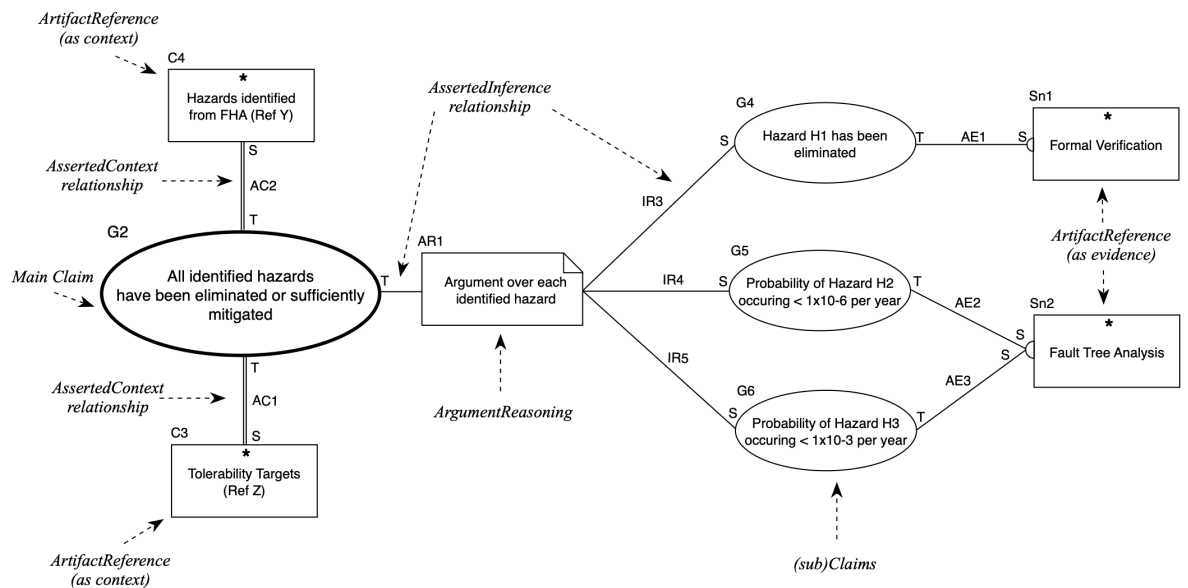 ArtifactReference
(as context)
C4
*
Hazards identified
from FHA (Ref Y)
S
AssertedContext
relationship
AC2
T
G2
Main Claim
All identified hazards
have been eliminated or sufficiently
mitigated
T
T
AssertedContext
relationship
AC1
S
C3
*
Tolerability Targets
(Ref Z)
ArtifactReference
(as context)
AssertedInference
relationship
AR1
Argument over each
identified hazard
ArgumentReasoning
IR3
IR4
IR5
G4
S
Hazard H1 has been
eliminated
T
AE1
S
Sn1
*
Formal Verification
ArtifactReference
(as evidence)
G5
S
Probability of Hazard H2
occuring < 1x10-6 per year
T
AE2
S
Sn2
*
Fault Tree Analysis
S
AE3
G6
S
Probability of Hazard H3
occuring < 1x10-3 per year
T
(sub)Claims